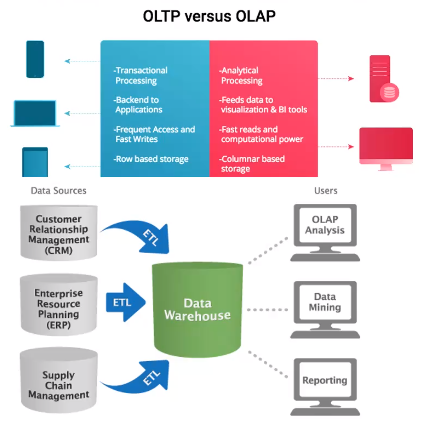 OLTP versus OLAP
-Transactional
Processing
-Backend to
Applications
-Frequent Access and
Fast Writes
-Row based storage
-Analytical
Processing
-Feeds data to
visualization & BI tools
-Fast reads and
computational power
-Columnar based
storage
Data Sources
Users
Customer
Relationship
Management
(CRM)
ETL
Enterprise
Resource
Planning
(ERP)
ETL
Supply
Chain
Management
ETL
Data
Warehouse
OLAP
Analysis
Data
Mining
Reporting